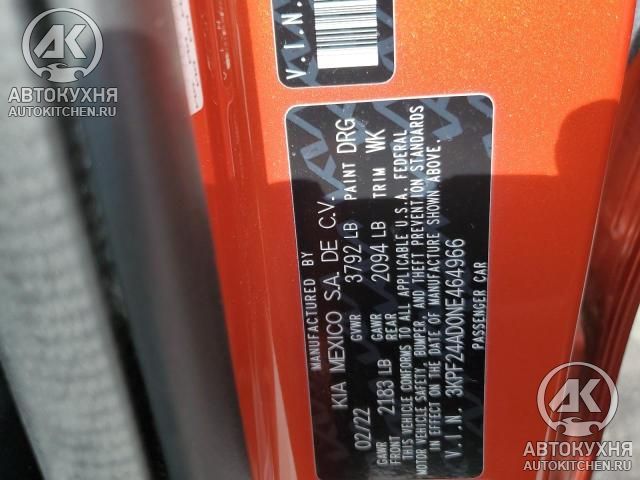 АВТОКУХНЯ
AUTOKITCHEN.RU
V.I.N.
MANUFACTURED BY
KIA MEXICO S.A. DE C.V.
02/22 GVWR 3792 LB PAINT DRG
GAWR FRONT 2183 LB GAWR REAR 2094 LB TRIM WK
THIS VEHICLE CONFORMS TO ALL APPLICABLE U.S.A. FEDERAL
MOTOR VEHICLE SAFETY, BUMPER, AND THEFT PREVENTION STANDARDS
IN EFFECT ON THE DATE OF MANUFACTURE SHOWN ABOVE.
V.I.N. 3KPF24AD0NE464966
PASSENGER CAR
АВТОКУХНЯ
AUTOKITCHEN.RU